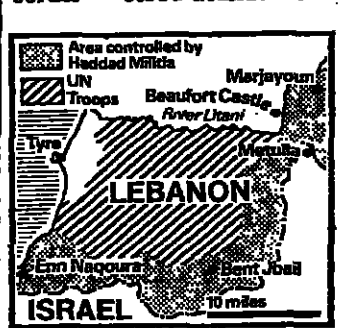 Area controlled by
Haddad Militia
UN
Troops
Marjayoun
Beaufort Castle
River Litani
Tyre
Metulla
LEBANON
Enn Naqoura
Bent Jbail
ISRAEL
10 miles